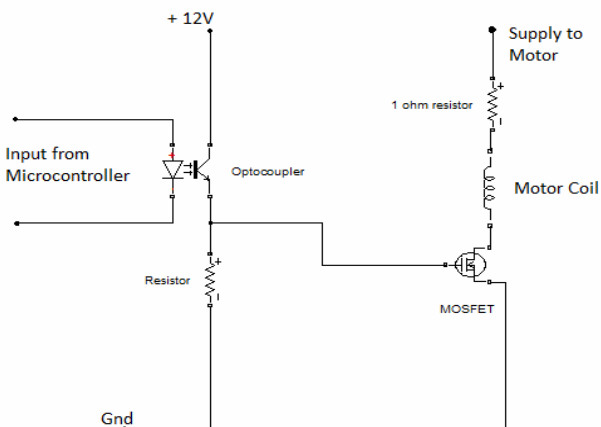 + 12V
Supply to
Motor
1 ohm resistor
Input from
Microcontroller
Optocoupler
Motor Coil
Resistor
MOSFET
Gnd